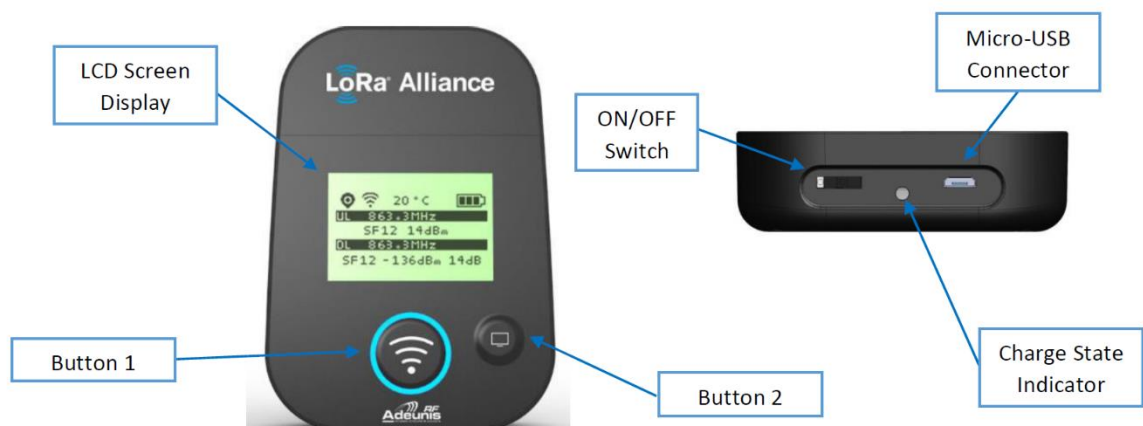 LCD Screen
Display
LoRa Alliance
20°C
UL 863.3MHz
SF12 14dBm
DL 863.3MHz
SF12 -136dBm 14dB
Button 1
Adeunis RF
Button 2
Micro-USB
Connector
ON/OFF
Switch
Charge State
Indicator